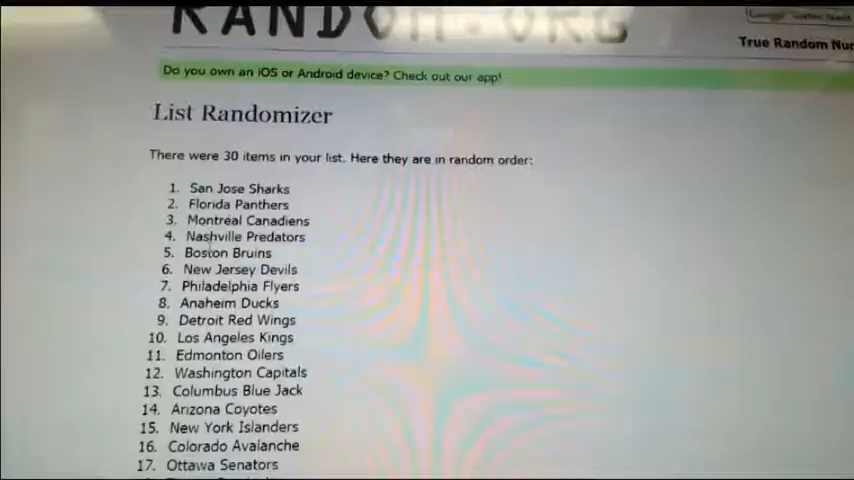 RANDOM.ORG
True Random Num
Do you own an iOS or Android device? Check out our app!
List Randomizer
There were 30 items in your list. Here they are in random order:
1. San Jose Sharks
2. Florida Panthers
3. Montreal Canadiens
4. Nashville Predators
5. Boston Bruins
6. New Jersey Devils
7. Philadelphia Flyers
8. Anaheim Ducks
9. Detroit Red Wings
10. Los Angeles Kings
11. Edmonton Oilers
12. Washington Capitals
13. Columbus Blue Jack
14. Arizona Coyotes
15. New York Islanders
16. Colorado Avalanche
17. Ottawa Senators